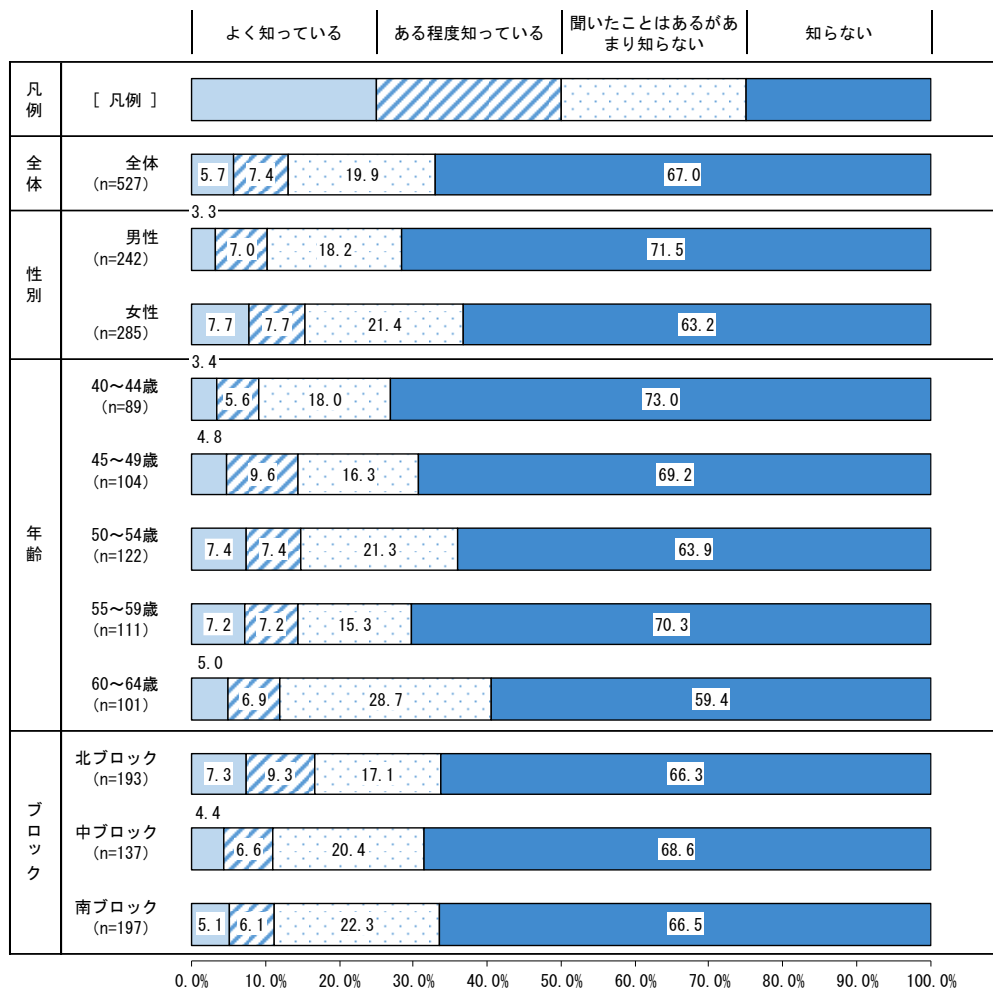 よく知っている
ある程度知っている
聞いたことはあるがあ
まり知らない
知らない
凡例
[ 凡例 ]
全体
全体
(n=527)
5.7
7.4
19.9
67.0
性別
男性
(n=242)
3.3
7.0
18.2
71.5
女性
(n=285)
7.7
7.7
21.4
63.2
年齢
40～44歳
(n=89)
3.4
5.6
18.0
73.0
45～49歳
(n=104)
4.8
9.6
16.3
69.2
50～54歳
(n=122)
7.4
7.4
21.3
63.9
55～59歳
(n=111)
7.2
7.2
15.3
70.3
60～64歳
(n=101)
5.0
6.9
28.7
59.4
ブロック
北ブロック
(n=193)
7.3
9.3
17.1
66.3
中ブロック
(n=137)
4.4
6.6
20.4
68.6
南ブロック
(n=197)
5.1
6.1
22.3
66.5
0.0%
10.0%
20.0%
30.0%
40.0%
50.0%
60.0%
70.0%
80.0%
90.0%
100.0%